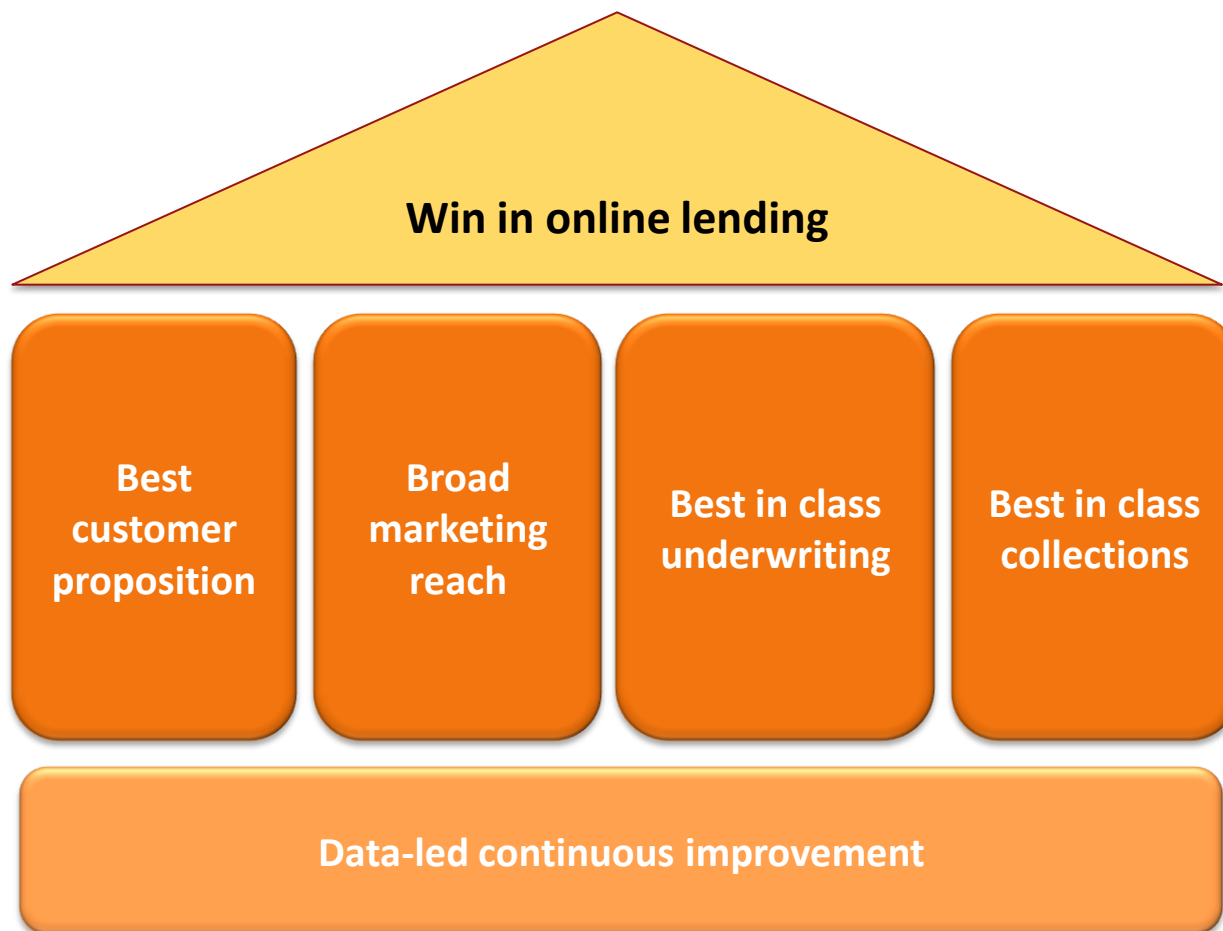 Win in online lending
Best
customer
proposition
Broad
marketing
reach
Best in class
underwriting
Best in class
collections
Data-led continuous improvement